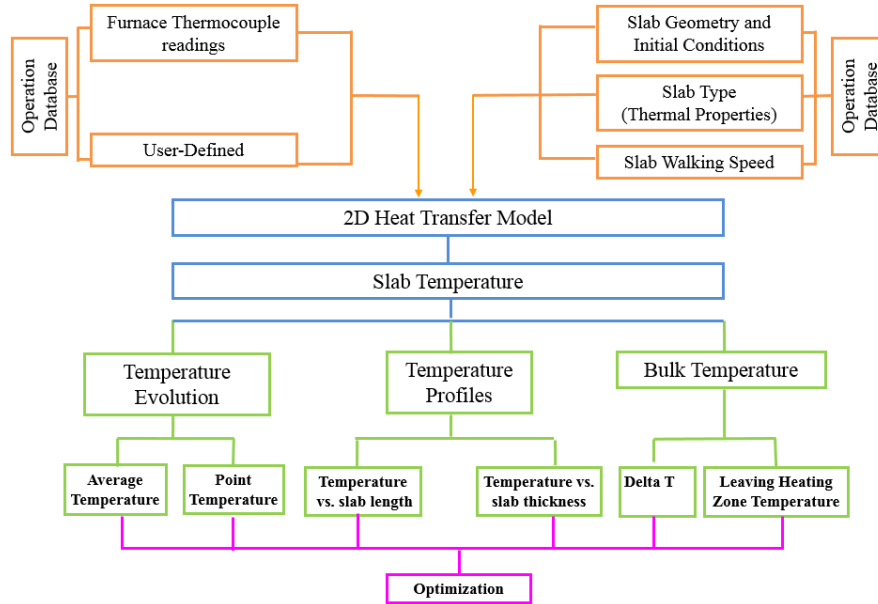 Operation
Database
Furnace Thermocouple
readings
User-Defined
Slab Geometry and
Initial Conditions
Slab Type
(Thermal Properties)
Slab Walking Speed
Operation
Database
2D Heat Transfer Model
Slab Temperature
Temperature
Evolution
Temperature
Profiles
Bulk Temperature
Average
Temperature
Point
Temperature
Temperature
vs. slab length
Temperature vs.
slab thickness
Delta T
Leaving Heating
Zone Temperature
Optimization